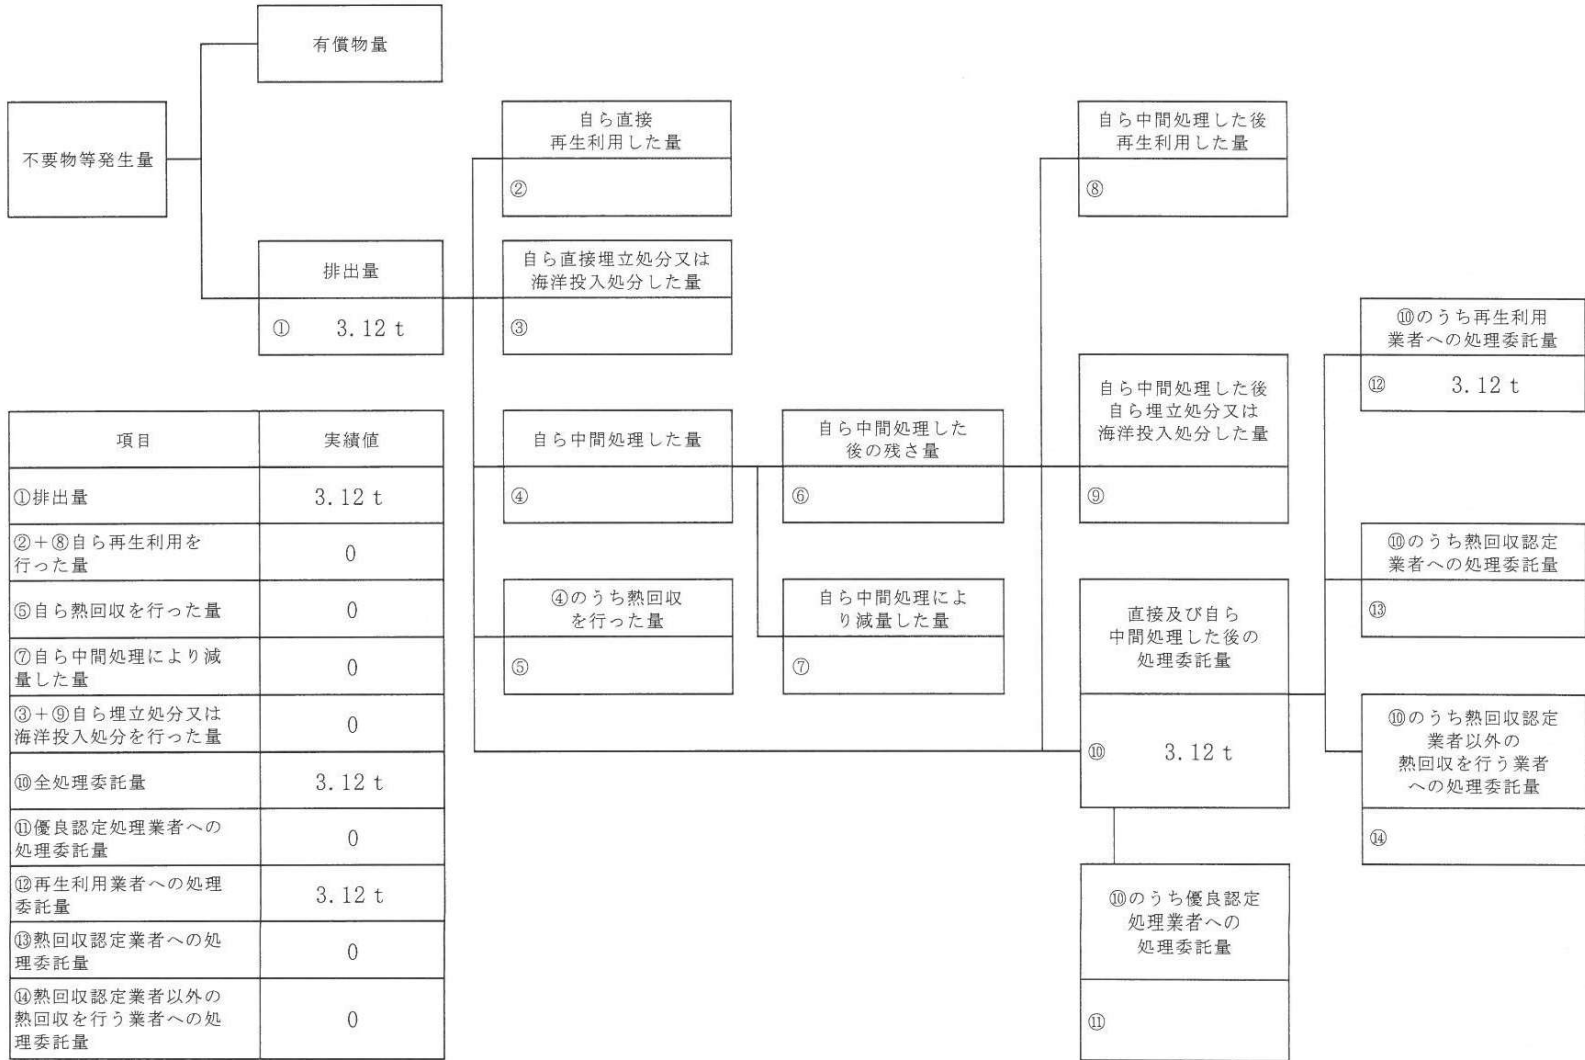 有償物量
不要物等発生量
排出量
① 3.12 t
自ら直接
再生利用した量
②
自ら直接埋立処分又は
海洋投入処分した量
③
自ら中間処理した量
④
④のうち熱回収
を行った量
⑤
自ら中間処理した
後の残さ量
⑥
自ら中間処理によ
り減量した量
⑦
自ら中間処理した後
再生利用した量
⑧
自ら中間処理した後
自ら埋立処分又は
海洋投入処分した量
⑨
直接及び自ら
中間処理した後の
処理委託量
⑩ 3.12 t
⑩のうち優良認定
処理業者への
処理委託量
⑪
⑩のうち再生利用
業者への処理委託量
⑫ 3.12 t
⑩のうち熱回収認定
業者への処理委託量
⑬
⑩のうち熱回収認定
業者以外の
熱回収を行う業者
への処理委託量
⑭
項目 実績値
①排出量 3.12 t
②+⑧自ら再生利用を
行った量 0
⑤自ら熱回収を行った量 0
⑦自ら中間処理により減
量した量 0
③+⑨自ら埋立処分又は
海洋投入処分を行った量 0
⑩全処理委託量 3.12 t
⑪優良認定処理業者への
処理委託量 0
⑫再生利用業者への処理
委託量 3.12 t
⑬熱回収認定業者への処
理委託量 0
⑭熱回収認定業者以外の
熱回収を行う業者への処
理委託量 0